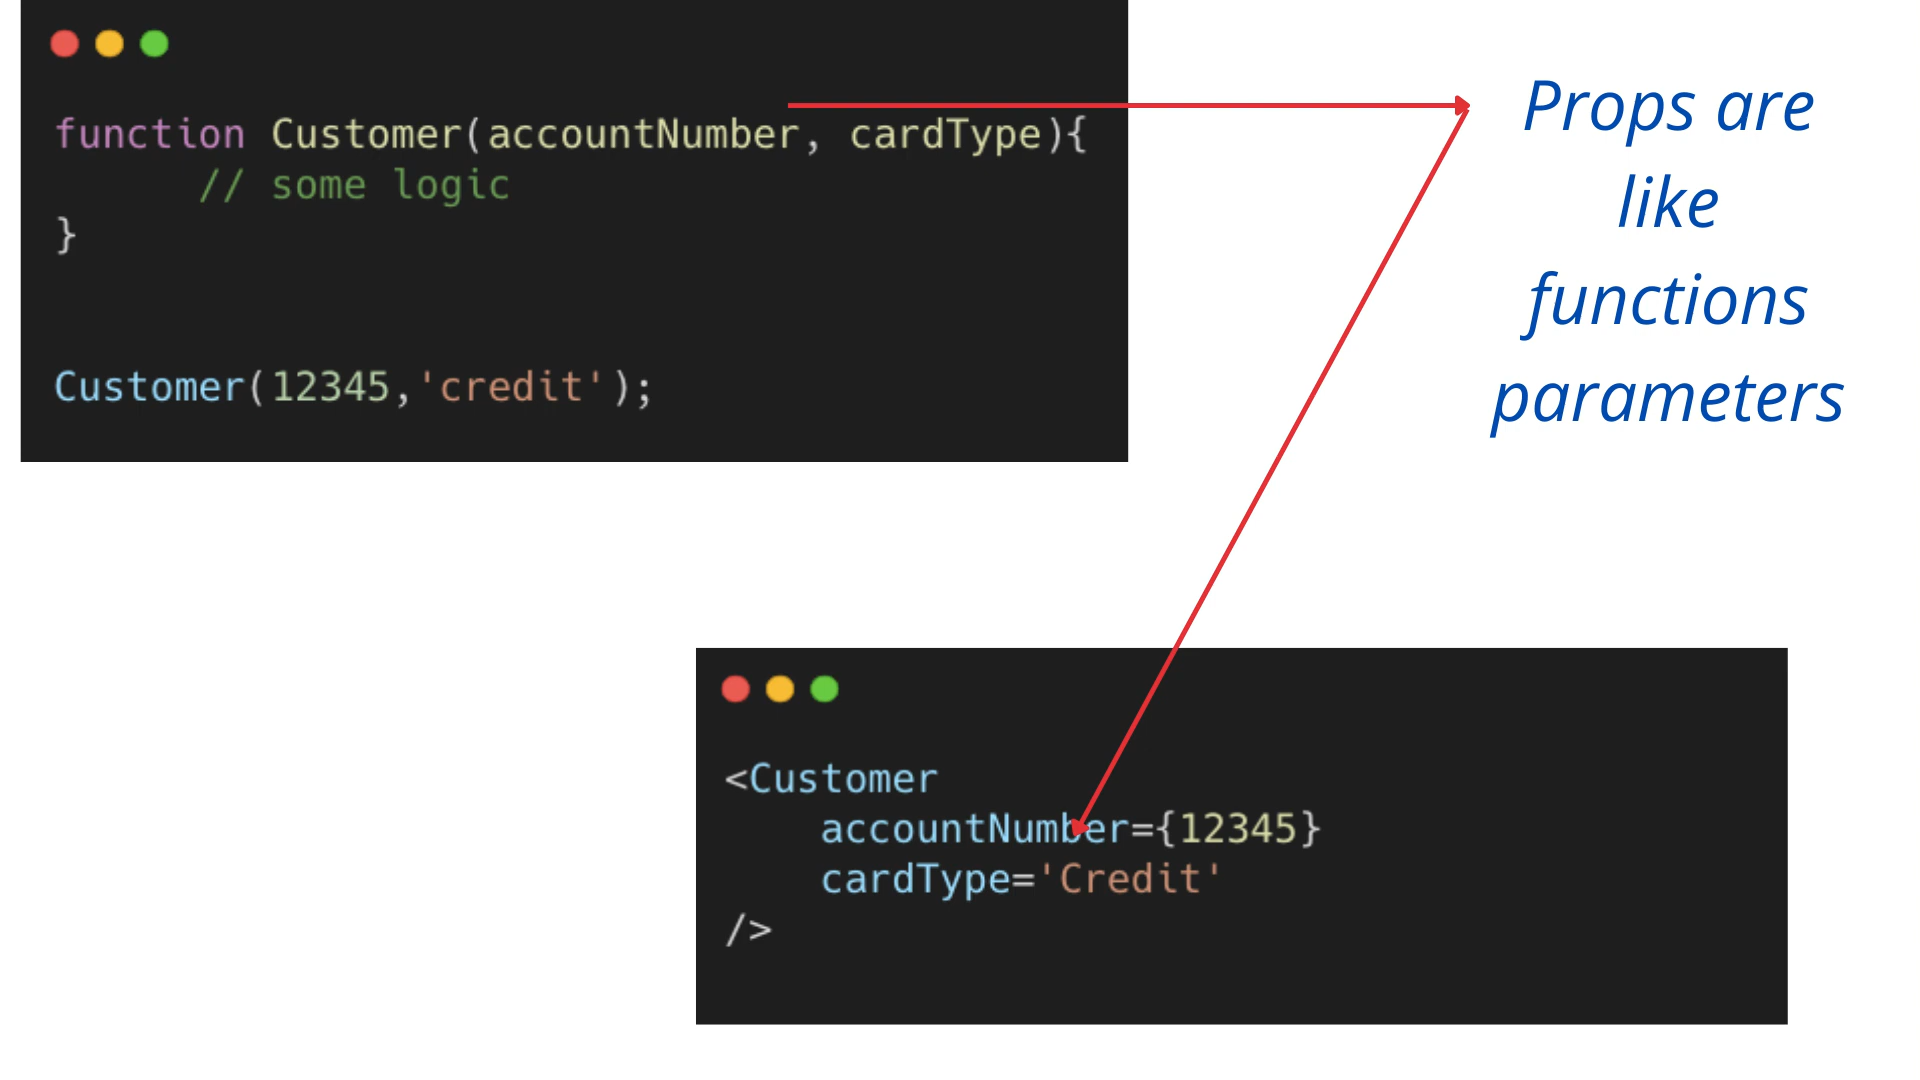 function Customer(accountNumber, cardType){
// some logic
}
Customer(12345,'credit');
Props are
like
functions
parameters
<Customer
accountNumber={12345}
cardType='Credit'
/>